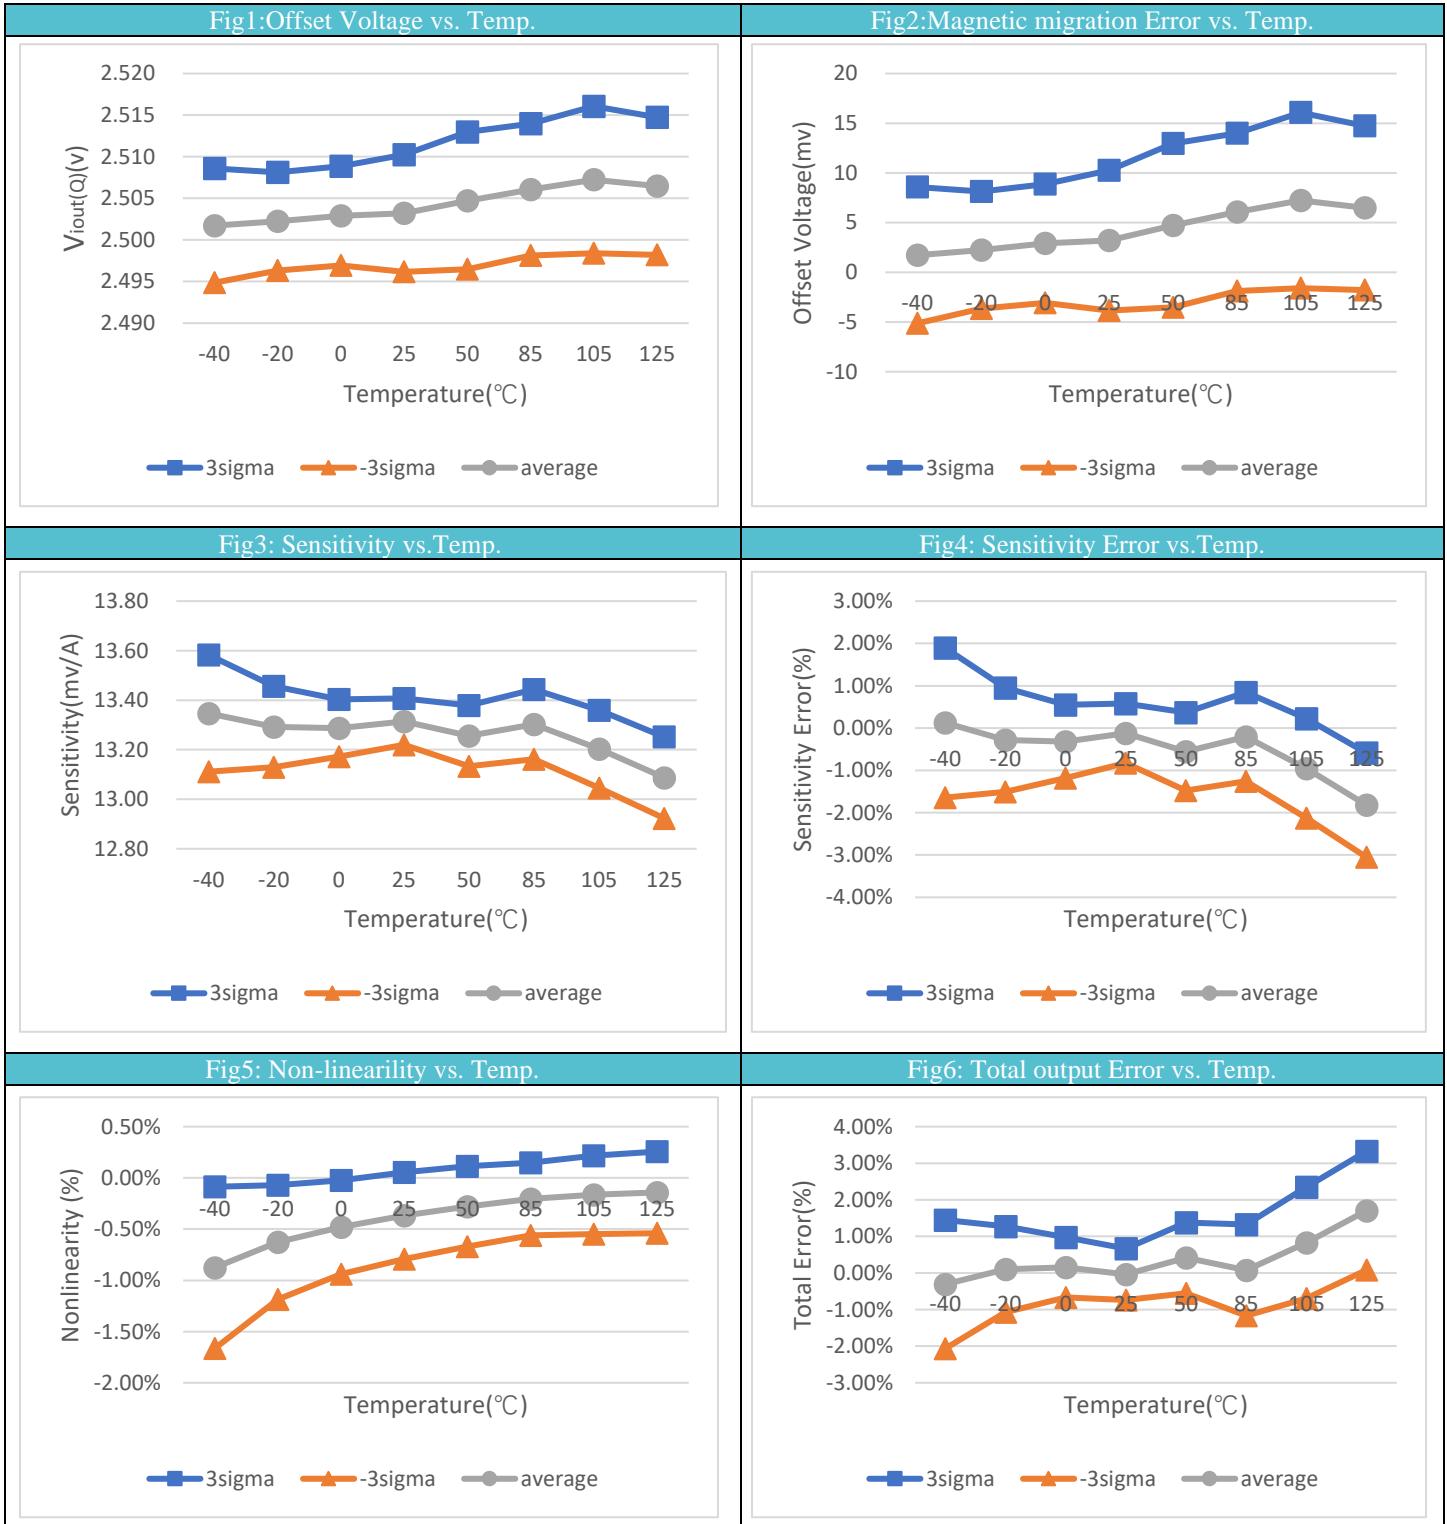 Fig1:Offset Voltage vs. Temp.
2.520
2.515
2.510
2.505
2.500
2.495
2.490
Viout(Q)(v)
-40 -20 0 25 50 85 105 125
Temperature(℃)
3sigma -3sigma average
Fig2:Magnetic migration Error vs. Temp.
20
15
10
5
0
-5
-10
Offset Voltage(mv)
-40 -20 0 25 50 85 105 125
Temperature(℃)
3sigma -3sigma average
Fig3: Sensitivity vs.Temp.
13.80
13.60
13.40
13.20
13.00
12.80
Sensitivity(mv/A)
-40 -20 0 25 50 85 105 125
Temperature(℃)
3sigma -3sigma average
Fig4: Sensitivity Error vs.Temp.
3.00%
2.00%
1.00%
0.00%
-1.00%
-2.00%
-3.00%
-4.00%
Sensitivity Error(%)
-40 -20 0 25 50 85 105 125
Temperature(℃)
3sigma -3sigma average
Fig5: Non-linearility vs. Temp.
0.50%
0.00%
-0.50%
-1.00%
-1.50%
-2.00%
Nonlinearity (%)
-40 -20 0 25 50 85 105 125
Temperature(℃)
3sigma -3sigma average
Fig6: Total output Error vs. Temp.
4.00%
3.00%
2.00%
1.00%
0.00%
-1.00%
-2.00%
-3.00%
Total Error(%)
-40 -20 0 25 50 85 105 125
Temperature(℃)
3sigma -3sigma average